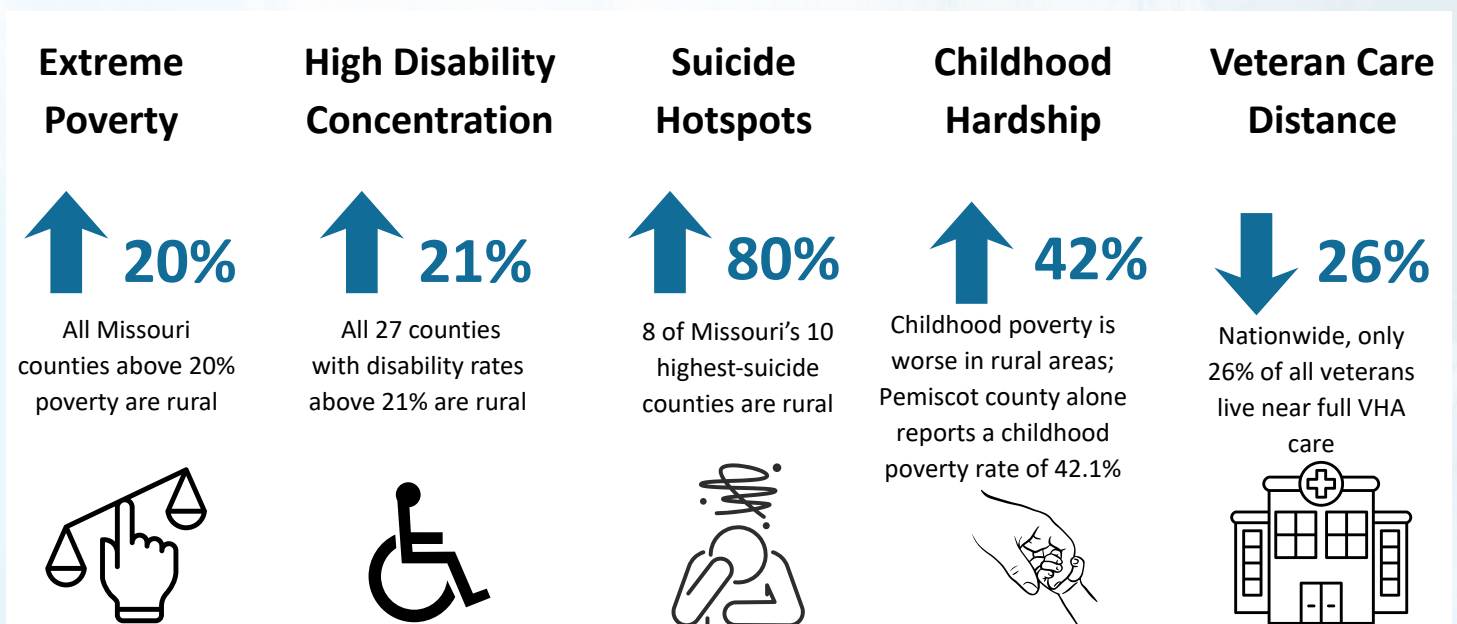 Extreme
Poverty
20%
All Missouri
counties above 20%
poverty are rural
High Disability
Concentration
21%
All 27 counties
with disability rates
above 21% are rural
Suicide
Hotspots
80%
8 of Missouri’s 10
highest-suicide
counties are rural
Childhood
Hardship
42%
Childhood poverty is
worse in rural areas;
Pemiscot county alone
reports a childhood
poverty rate of 42.1%
Veteran Care
Distance
26%
Nationwide, only
26% of all veterans
live near full VHA
care